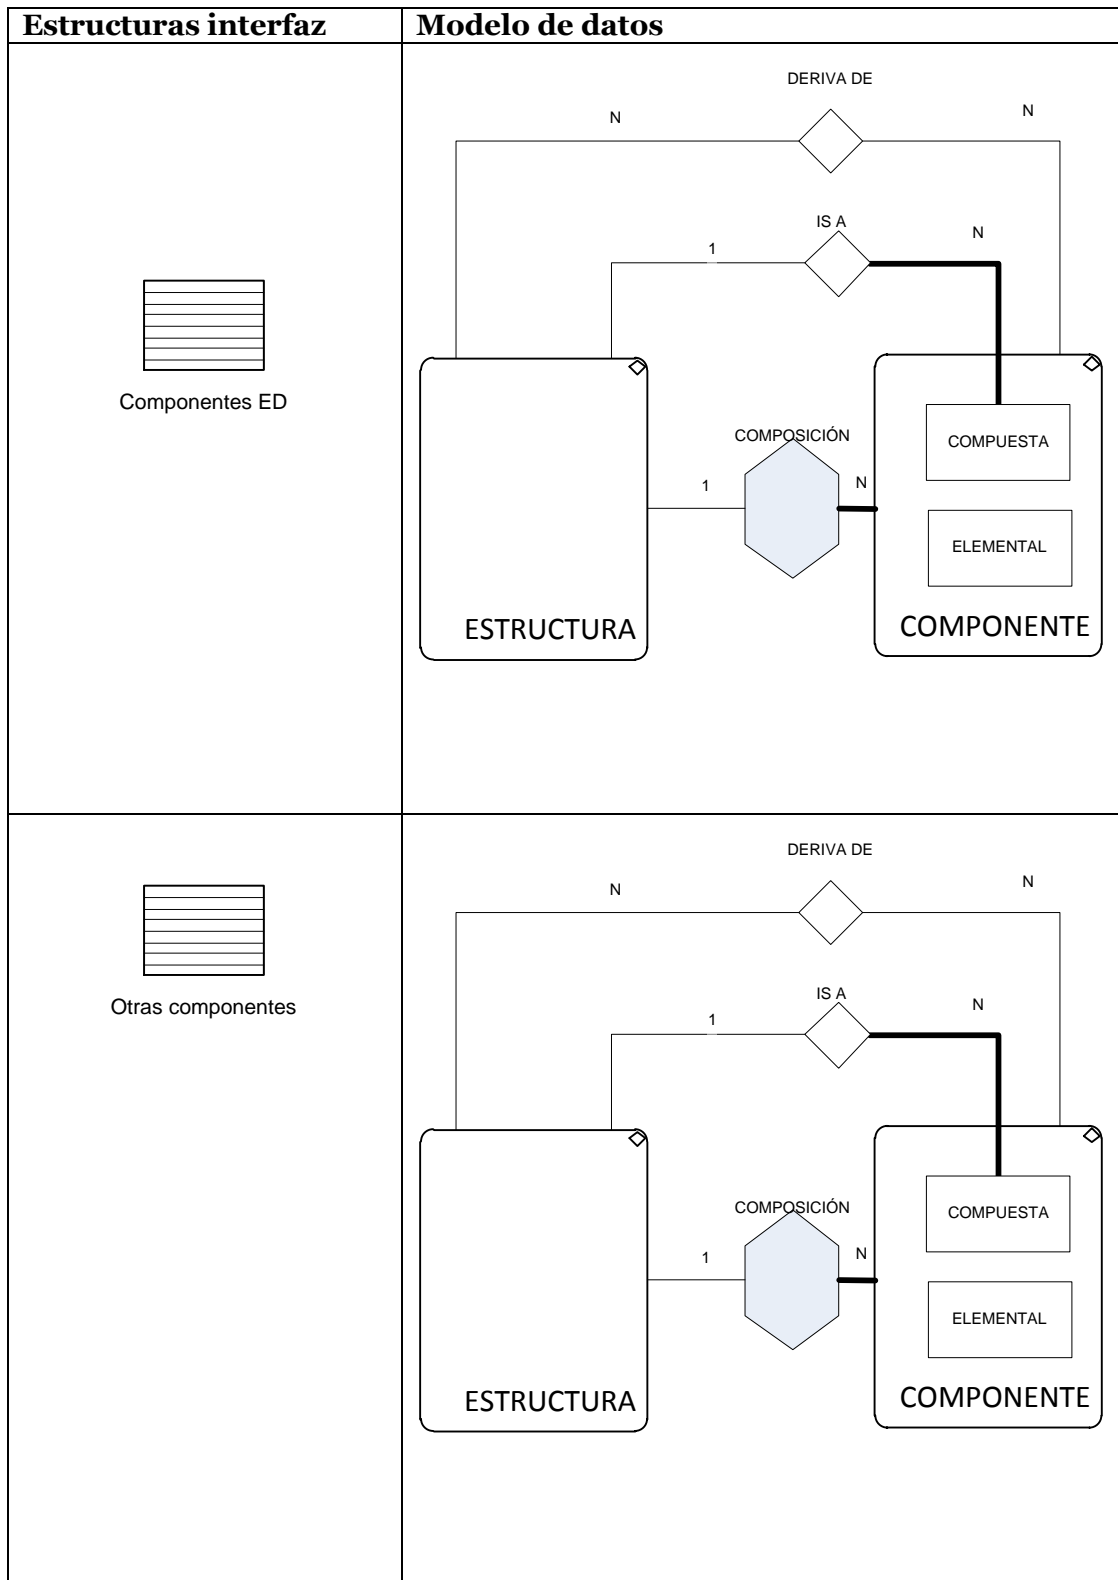 Estructuras interfaz
Modelo de datos
DERIVA DE
N
N
IS A
1
N
Componentes ED
COMPOSICIÓN
COMPUESTA
1
N
ELEMENTAL
ESTRUCTURA
COMPONENTE
DERIVA DE
N
N
Otras componentes
IS A
1
N
COMPOSICIÓN
COMPUESTA
1
N
ELEMENTAL
ESTRUCTURA
COMPONENTE